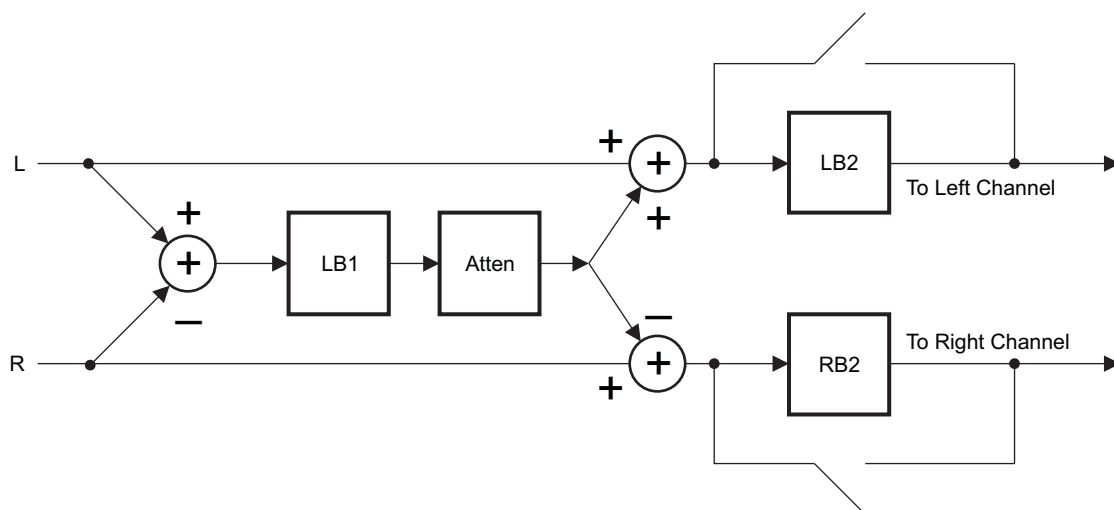 +
+
L
LB2
To Left Channel
+
+
+
LB1
Atten
−
−
To Right Channel
R
+
+
RB2